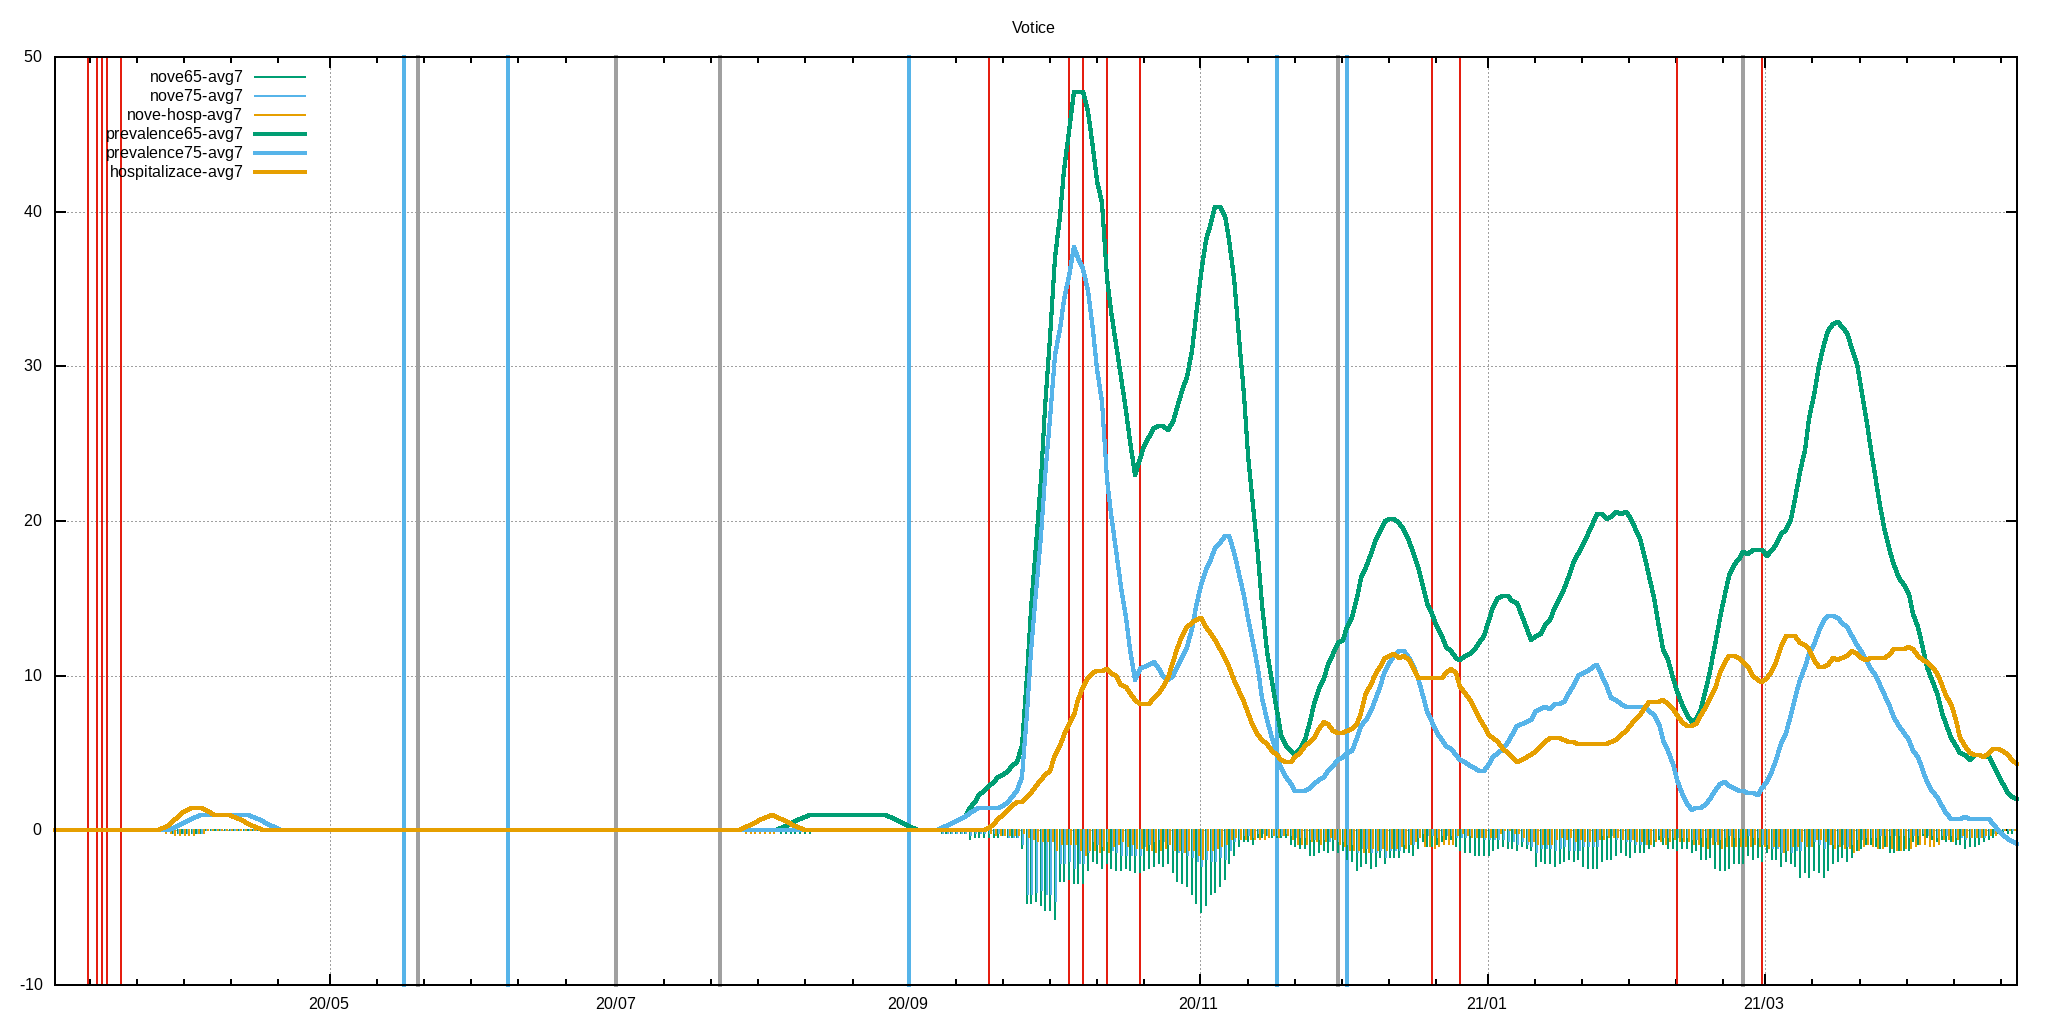 Votice
50
nove65-avg7
nove75-avg7
nove-hosp-avg7
prevalence65-avg7
prevalence75-avg7
hospitalizace-avg7
40
30
20
10
0
-10
20/05 20/07 20/09 20/11 21/01 21/03